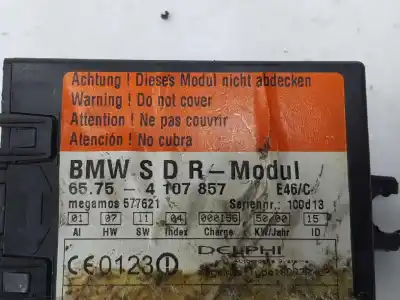 Achtung ! Dieses Modul nicht abdecken
Warning ! Do not cover
Attention ! Ne pas couvrir
Atención ! No cubra
BMW S D R-Modul
65.75 - 4 107 857 E46/C
megamos 577621 Seriennr.: 100d13
01 07 11 04 000156 50/00 15
AI HW SW Index Charge KW/Jahr ID
CE0123 DELPHI